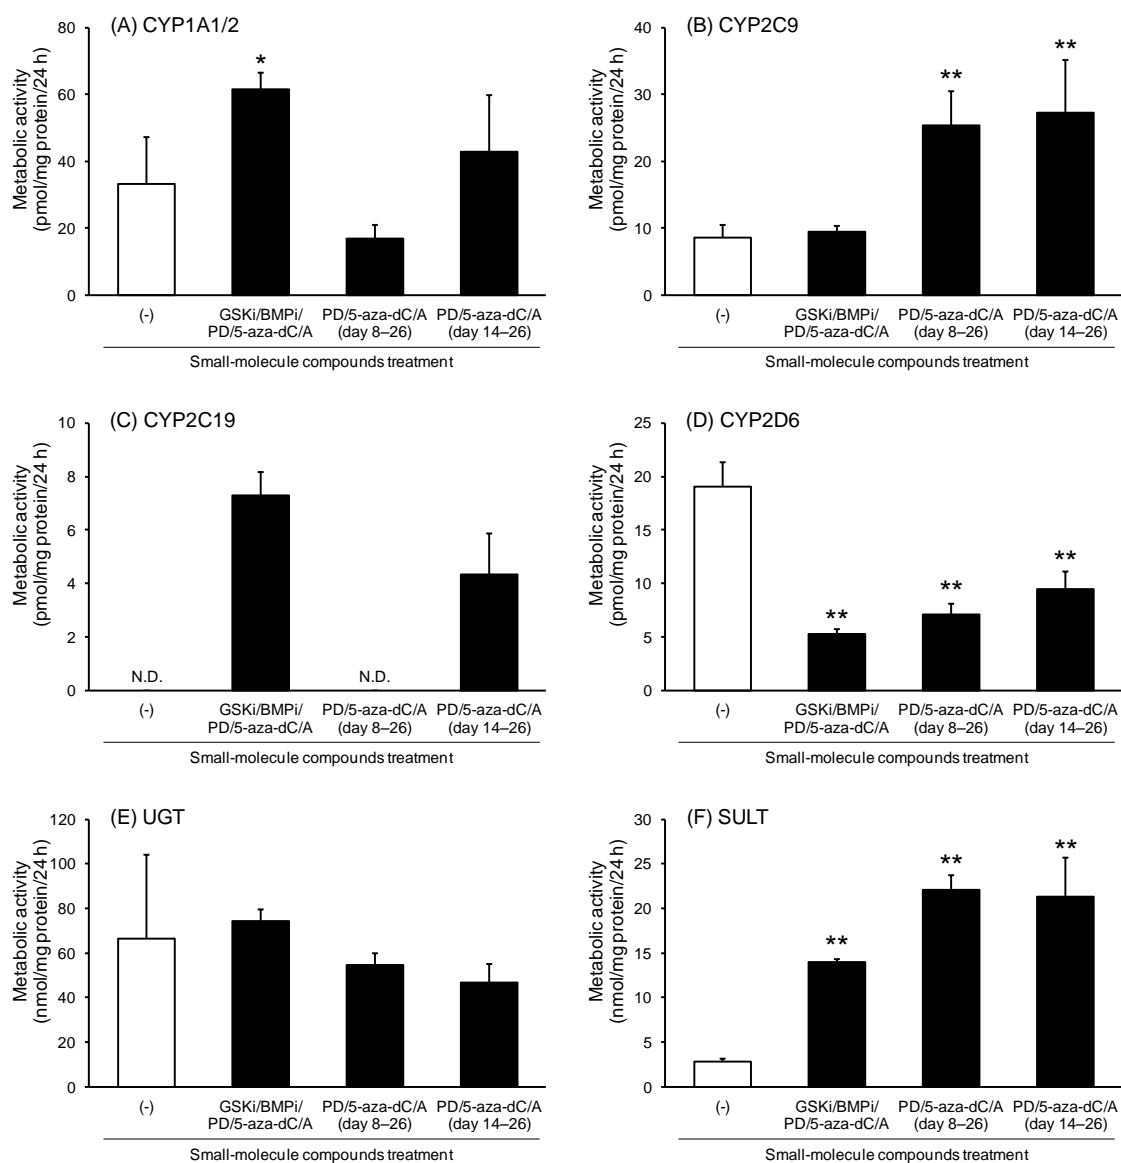 (A) CYP1A1/2
Metabolic activity
(pmol/mg protein/24 h)
80
60
40
20
0
*
(-)
GSKi/BMPi/
PD/5-aza-dC/A
PD/5-aza-dC/A
(day 8–26)
PD/5-aza-dC/A
(day 14–26)
Small-molecule compounds treatment
(B) CYP2C9
Metabolic activity
(pmol/mg protein/24 h)
40
30
20
10
0
**
**
(-)
GSKi/BMPi/
PD/5-aza-dC/A
PD/5-aza-dC/A
(day 8–26)
PD/5-aza-dC/A
(day 14–26)
Small-molecule compounds treatment
(C) CYP2C19
Metabolic activity
(pmol/mg protein/24 h)
10
8
6
4
2
0
N.D.
N.D.
(-)
GSKi/BMPi/
PD/5-aza-dC/A
PD/5-aza-dC/A
(day 8–26)
PD/5-aza-dC/A
(day 14–26)
Small-molecule compounds treatment
(D) CYP2D6
Metabolic activity
(pmol/mg protein/24 h)
25
20
15
10
5
0
**
**
**
(-)
GSKi/BMPi/
PD/5-aza-dC/A
PD/5-aza-dC/A
(day 8–26)
PD/5-aza-dC/A
(day 14–26)
Small-molecule compounds treatment
(E) UGT
Metabolic activity
(nmol/mg protein/24 h)
120
100
80
60
40
20
0
(-)
GSKi/BMPi/
PD/5-aza-dC/A
PD/5-aza-dC/A
(day 8–26)
PD/5-aza-dC/A
(day 14–26)
Small-molecule compounds treatment
(F) SULT
Metabolic activity
(nmol/mg protein/24 h)
30
25
20
15
10
5
0
**
**
**
(-)
GSKi/BMPi/
PD/5-aza-dC/A
PD/5-aza-dC/A
(day 8–26)
PD/5-aza-dC/A
(day 14–26)
Small-molecule compounds treatment